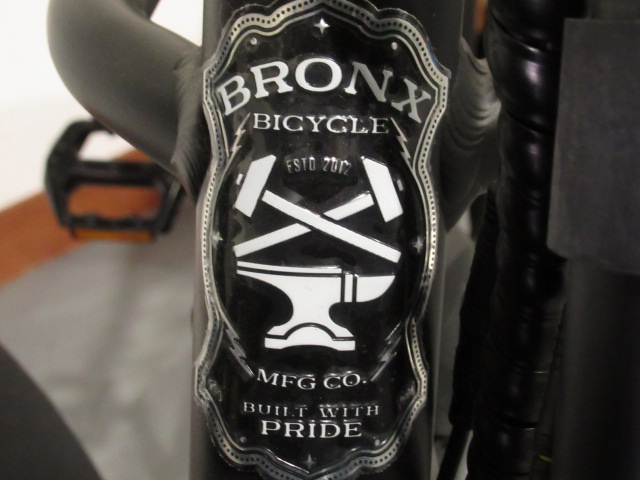 BRONX
BICYCLE
ESTD 2012
MFG CO.
BUILT WITH
PRIDE